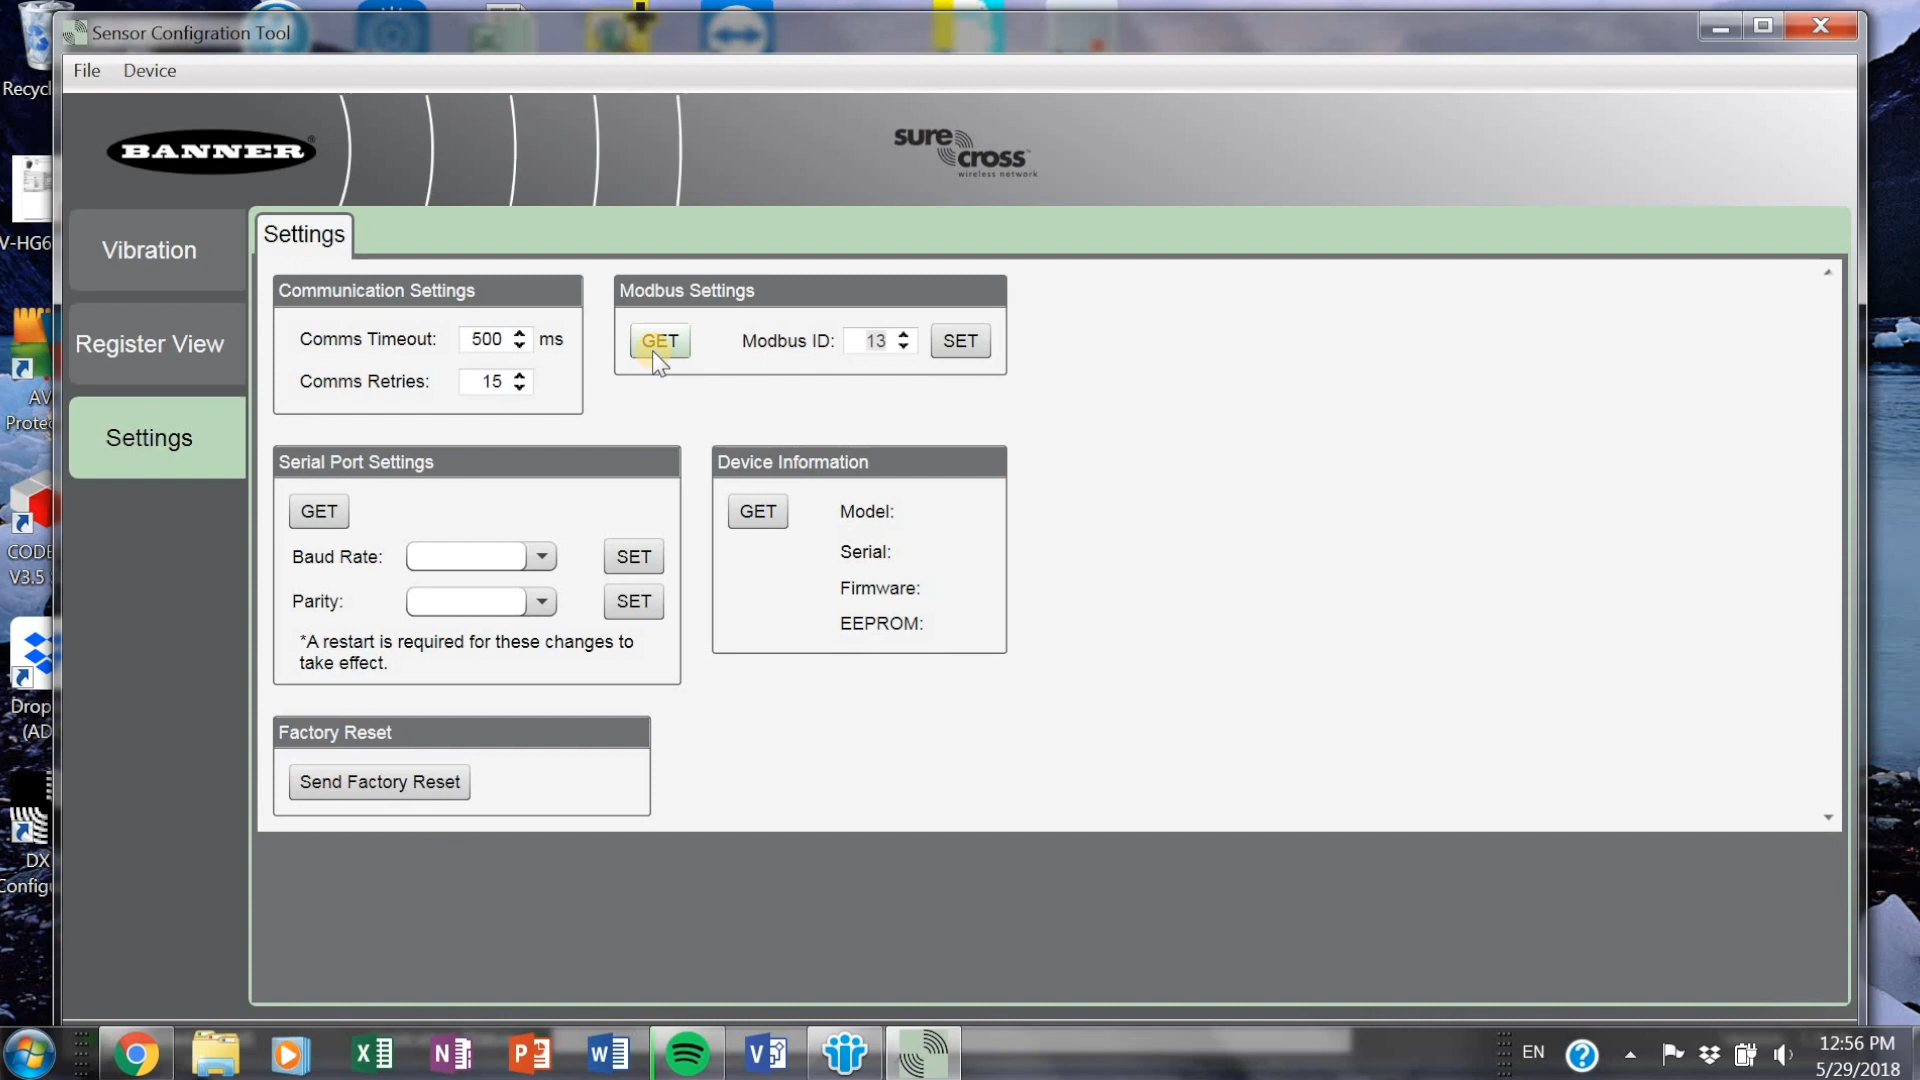 Sensor Configration Tool
File Device
BANNER®
sure cross
wireless network
Recycl
V-HG6
AV
Prote
CODE
V3.5 S
Drop
(AD
DX
Configu
Vibration
Register View
Settings
Settings
Communication Settings
Comms Timeout: 500 ms
Comms Retries: 15
Modbus Settings
GET Modbus ID: 13 SET
Serial Port Settings
GET
Baud Rate: SET
Parity: SET
*A restart is required for these changes to
take effect.
Device Information
GET Model:
Serial:
Firmware:
EEPROM:
Factory Reset
Send Factory Reset
EN
12:56 PM
5/29/2018